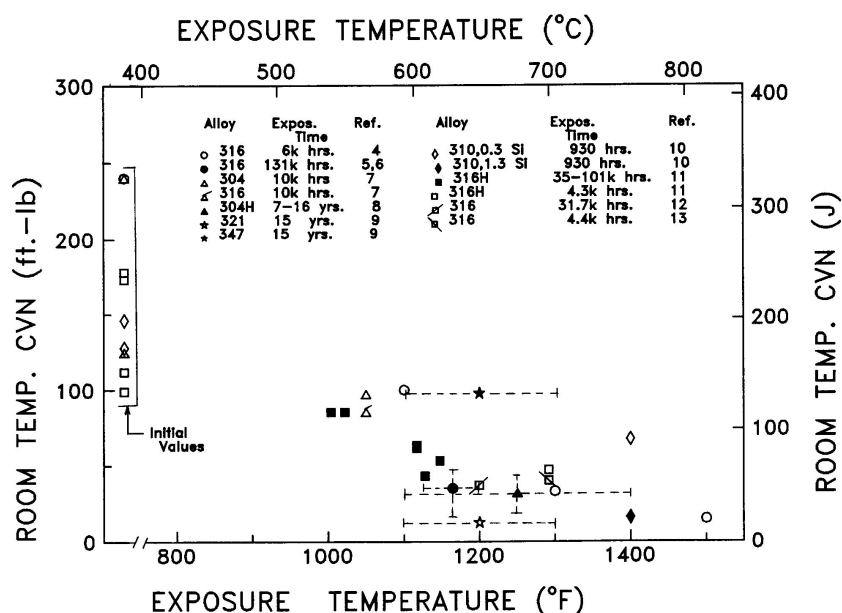 EXPOSURE TEMPERATURE (°C)
400 500 600 700 800
300
200
100
0
400
300
200
100
0
ROOM TEMP. CVN (ft.-lb)
ROOM TEMP. CVN (J)
Alloy Expos. Time Ref.
316 6k hrs. 4
316 131k hrs. 5,6
304 10k hrs. 7
316 10k hrs. 7
304H 7-16 yrs. 8
321 15 yrs. 9
347 15 yrs. 9
Alloy Expos. Time Ref.
310,0.3 SI 930 hrs. 10
310,1.3 SI 930 hrs. 10
316H 35-101k hrs. 11
316H 4.3k hrs. 11
316 31.7k hrs. 12
316 4.4k hrs. 13
Initial
Values
800 1000 1200 1400
EXPOSURE TEMPERATURE (°F)